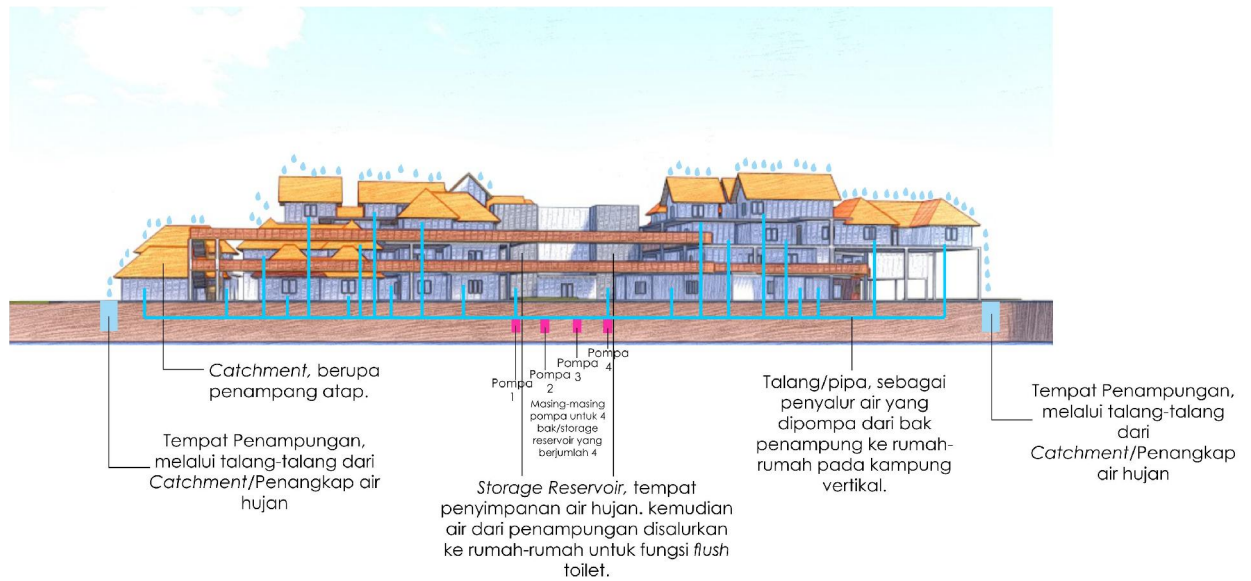 Catchment, berupa
penampang atap.
Tempat Penampungan,
melalui talang-talang dari
Catchment/Penangkap air
hujan
Pompa
1
Pompa
2
Pompa
3
Pompa
4
Masing-masing
pompa untuk 4
bak/storage
reservoir yang
berjumlah 4
Storage Reservoir, tempat
penyimpanan air hujan. kemudian
air dari penampungan disalurkan
ke rumah-rumah untuk fungsi flush
toilet.
Talang/pipa, sebagai
penyalur air yang
dipompa dari bak
penampung ke rumah-
rumah pada kampung
vertikal.
Tempat Penampungan,
melalui talang-talang
dari
Catchment/Penangkap
air hujan